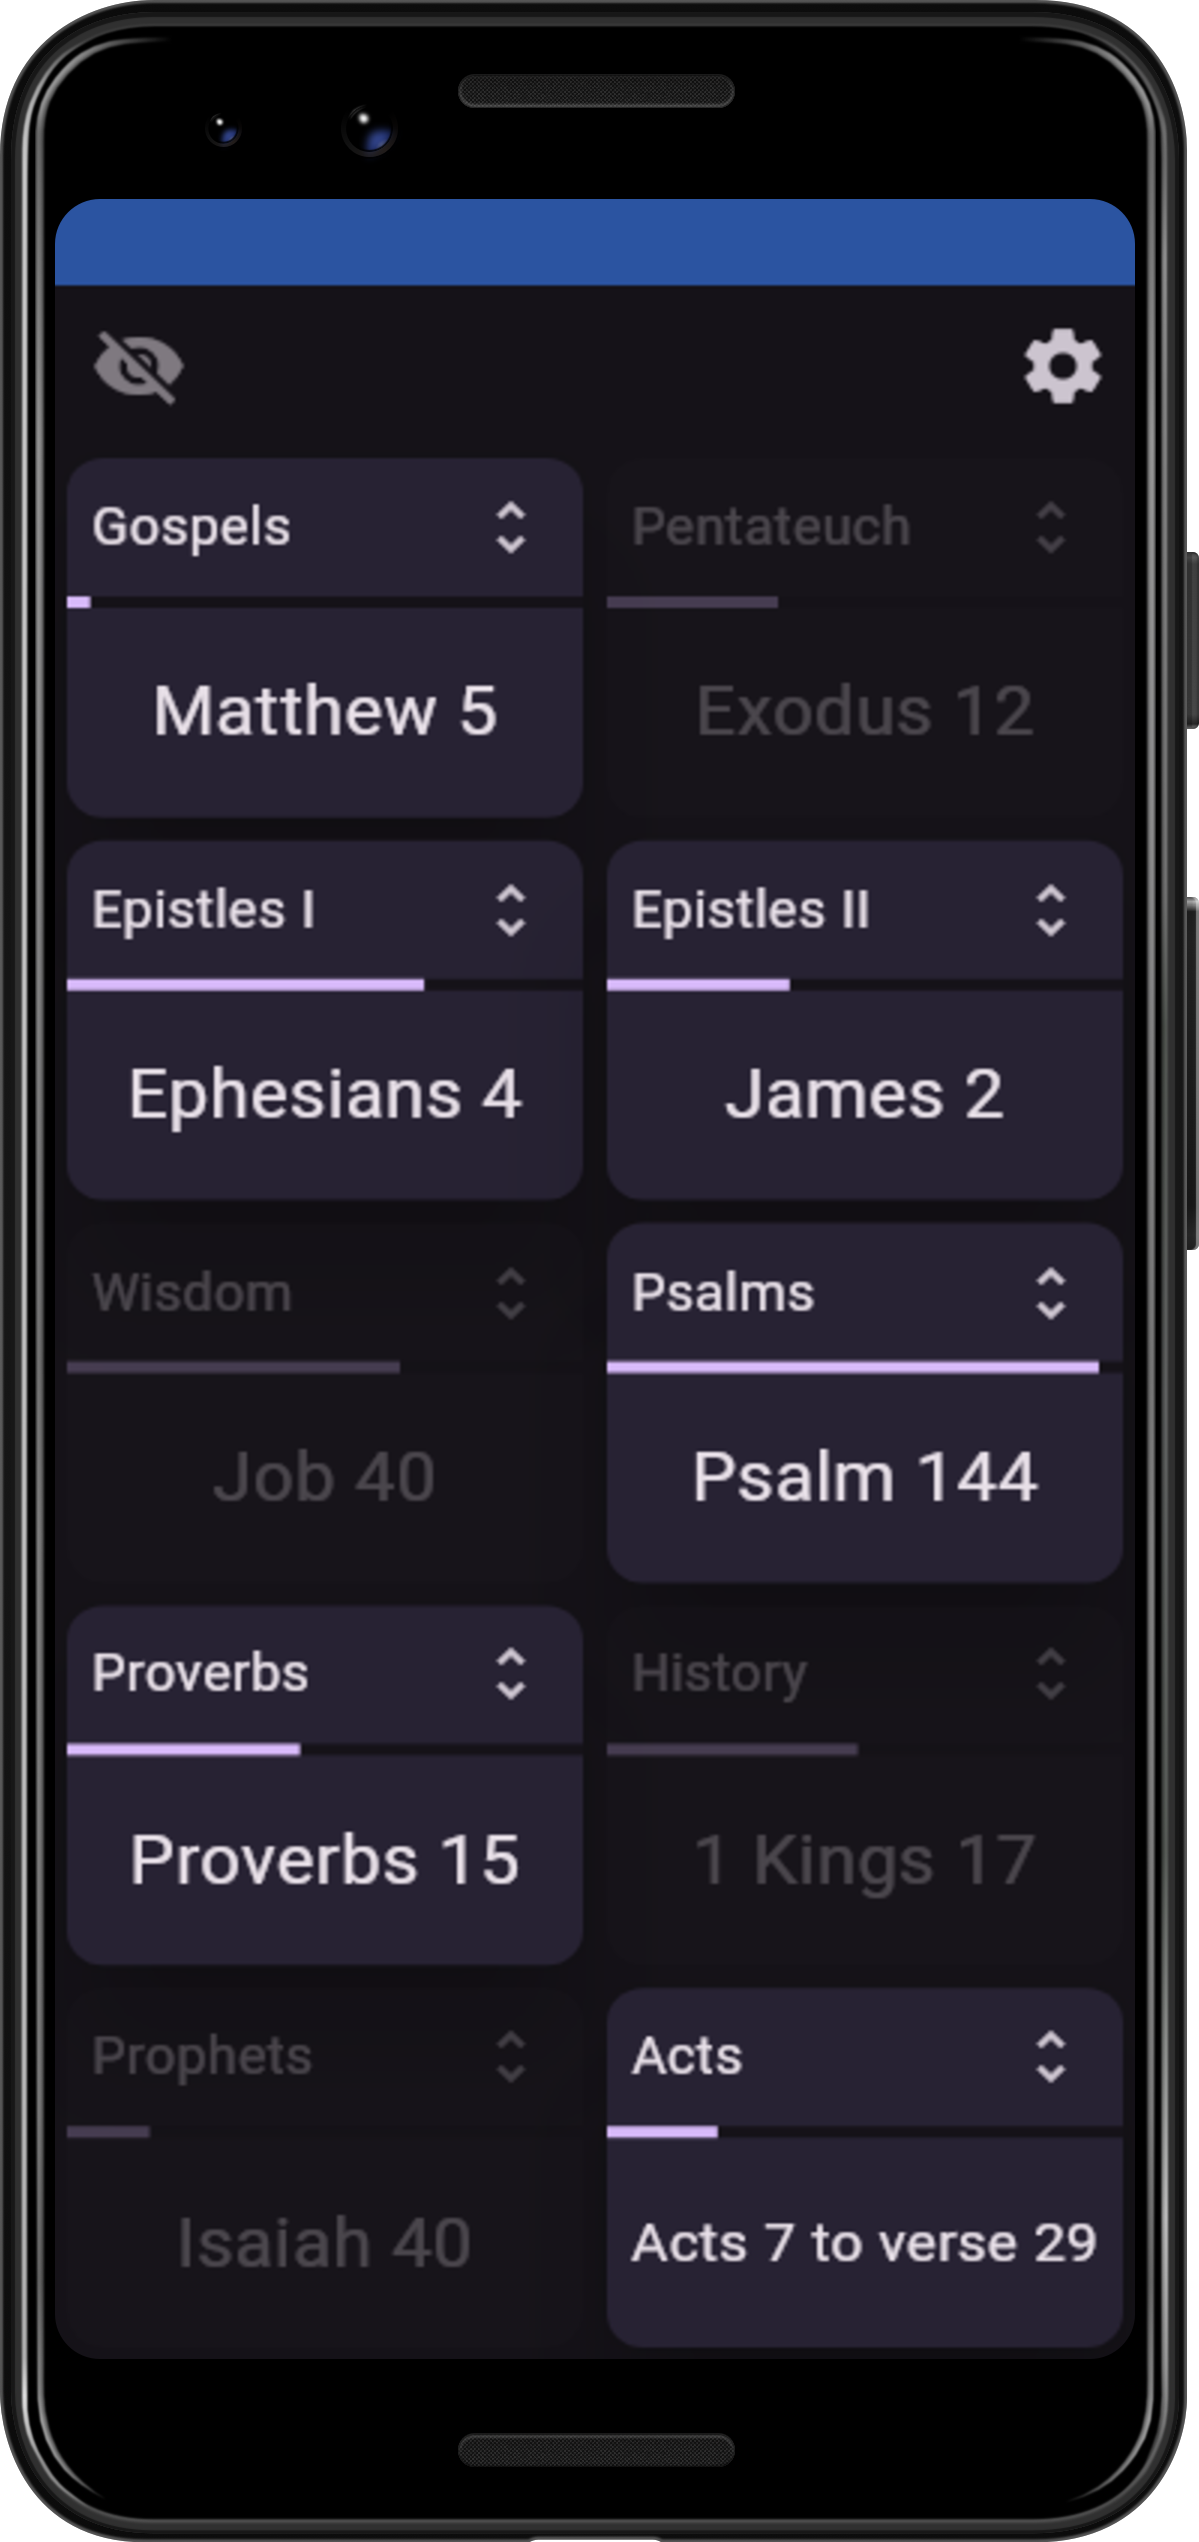 Gospels
Pentateuch
Matthew 5
Exodus 12
Epistles I
Epistles II
Ephesians 4
James 2
Wisdom
Psalms
Job 40
Psalm 144
Proverbs
History
Proverbs 15
1 Kings 17
Prophets
Acts
Isaiah 40
Acts 7 to verse 29